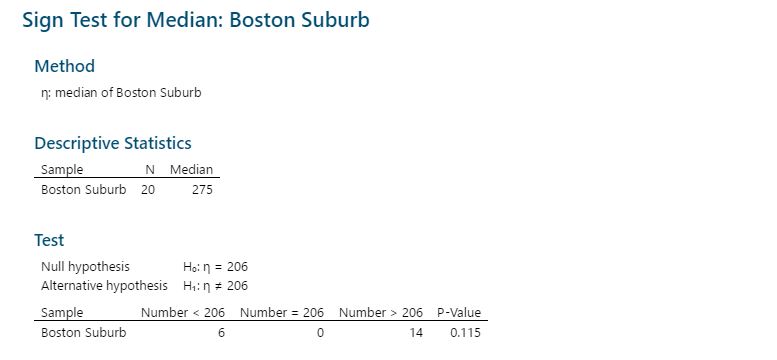 Sign Test for Median: Boston Suburb
Method
η: median of Boston Suburb
Descriptive Statistics
Sample N Median
Boston Suburb 20 275
Test
Null hypothesis H₀: η = 206
Alternative hypothesis H₁: η ≠ 206
Sample Number < 206 Number = 206 Number > 206 P-Value
Boston Suburb 6 0 14 0.115